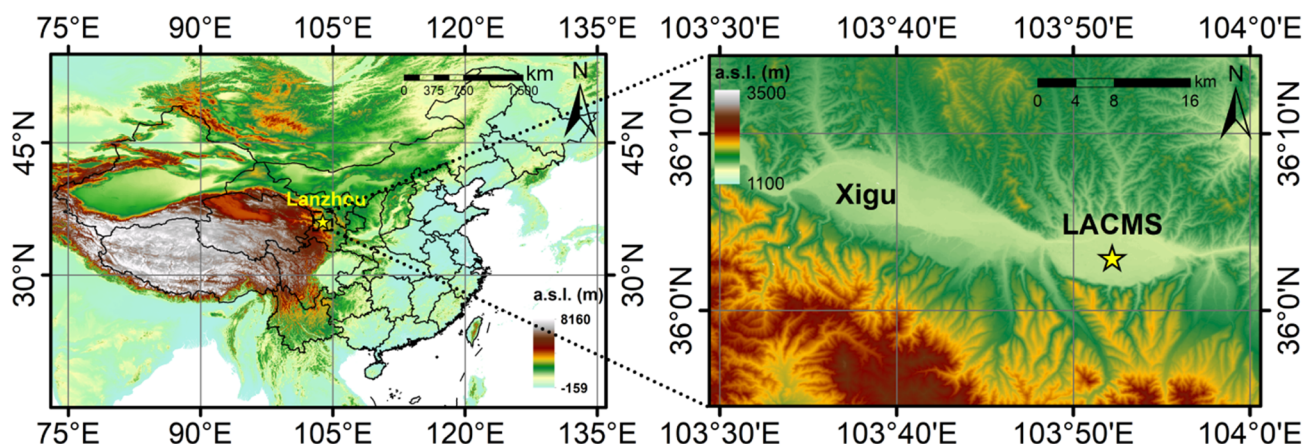 75°E 90°E 105°E 120°E 135°E
103°30'E 103°40'E 103°50'E 104°0'E
km
0 375 750 1,500
N
45°N
30°N
45°N
30°N
Lanzhou
a.s.l. (m)
8160
-159
75°E 90°E 105°E 120°E 135°E
a.s.l. (m)
3500
1100
km
0 4 8 16
N
36°10'N
36°0'N
36°10'N
36°0'N
Xigu
LACMS
103°30'E 103°40'E 103°50'E 104°0'E